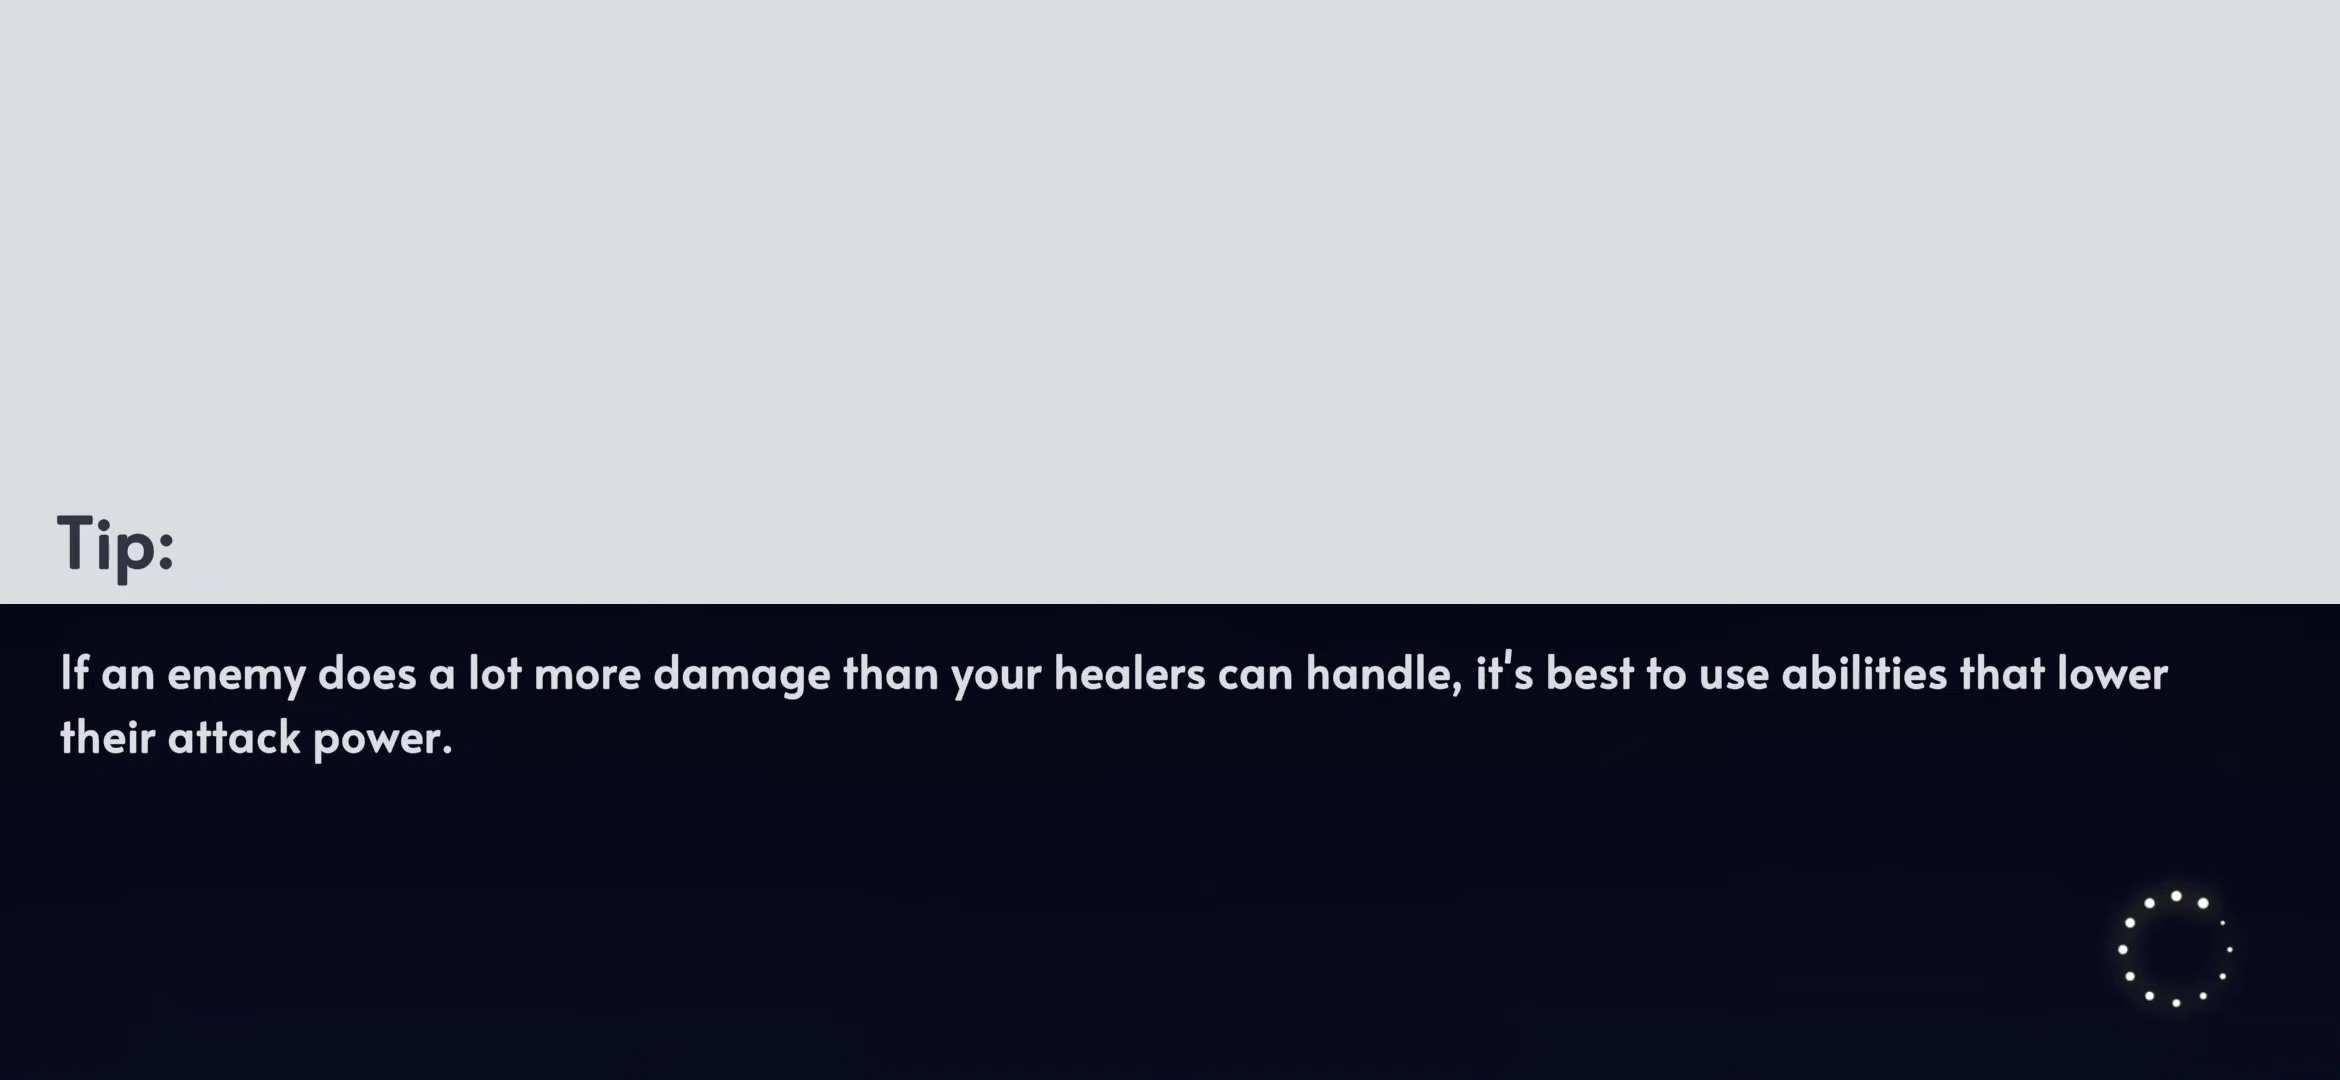 Tip:
If an enemy does a lot more damage than your healers can handle, it's best to use abilities that lower
their attack power.